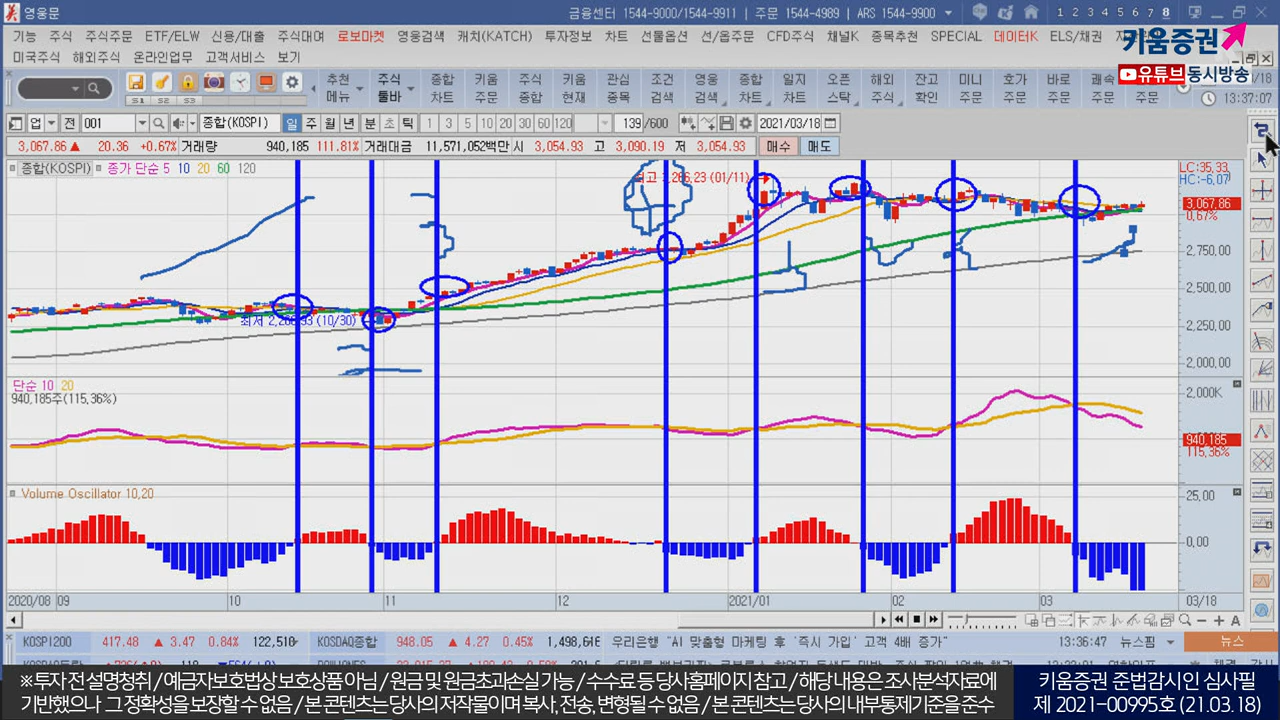 영웅문
금융센터 1544-9000/1544-9911 | 주문 1544-4989 | ARS 1544-9900
1 2 3 4 5 6 7 8
기능 주식 주식주문 ETF/ELW 신용/대출 주식대여 로보마켓 영웅검색 캐치(KATCH) 투자정보 차트 선물옵션 선/옵주문 CFD주식 채널K 종목추천 SPECIAL 데이터K ELS/채권
미국주식 해외주식 온라인업무 고객서비스 보기
키움증권
유튜브 동시방송
추천 메뉴 주식 툴바 종합 차트 키움 주문 주식 종합 키움 현재 관심 종목 조건 검색 영웅 검색 종합 차트 일지 차트 오픈 스탁 해외 주식 잔고 확인 미니 주문 호가 주문 바로 주문 쾌속 주문 주문
S1 S2 S3
13:37:07
업 전 001 종합(KOSPI) 일 주 월 년 분 초 틱 1 3 5 10 20 30 60 120 139 /600 2021/03/18
3,067.86 ▲ 20.36 +0.67% 거래량 940,185 111.81% 거래대금 11,571,052백만 시 3,054.93 고 3,090.19 저 3,054.93 매수 매도
종합(KOSPI) 종가 단순 5 10 20 60 120
LC:35,33
HC:-6,07
3,067,86
0,67%
2,750,00
2,500,00
2,250,00
2,000,00
최저 2,266,93 (10/30)
단순 10 20
940,185주(115,36%)
2,000K
940,185
115,36%
Volume Oscillator 10,20
25,00
0,00
2020/08 09 10 11 12 2021/01 02 03 03/18
KOSPI200 417.48 ▲ 3.47 0.84% 122,510 KOSDAQ종합 948.05 ▲ 4.27 0.45% 1,498,616 우리은행 "AI 맞춤형 마케팅 후 '즉시 가입' 고객 4배 증가" 13:36:47 뉴스핌 뉴스
※ 투자 전 설명청취 / 예금자보호법상 보호상품 아님 / 원금 및 원금초과손실 가능 / 수수료 등 당사홈페이지 참고 / 해당 내용은 조사분석자료에
기반했으나 그 정확성을 보장할 수 없음 / 본 콘텐츠는 당사의 저작물이며 복사, 전송, 변형될 수 없음 / 본 콘텐츠는 당사의 내부통제기준을 준수
키움증권 준법감시인 심사필
제 2021-00995호 (21.03.18)